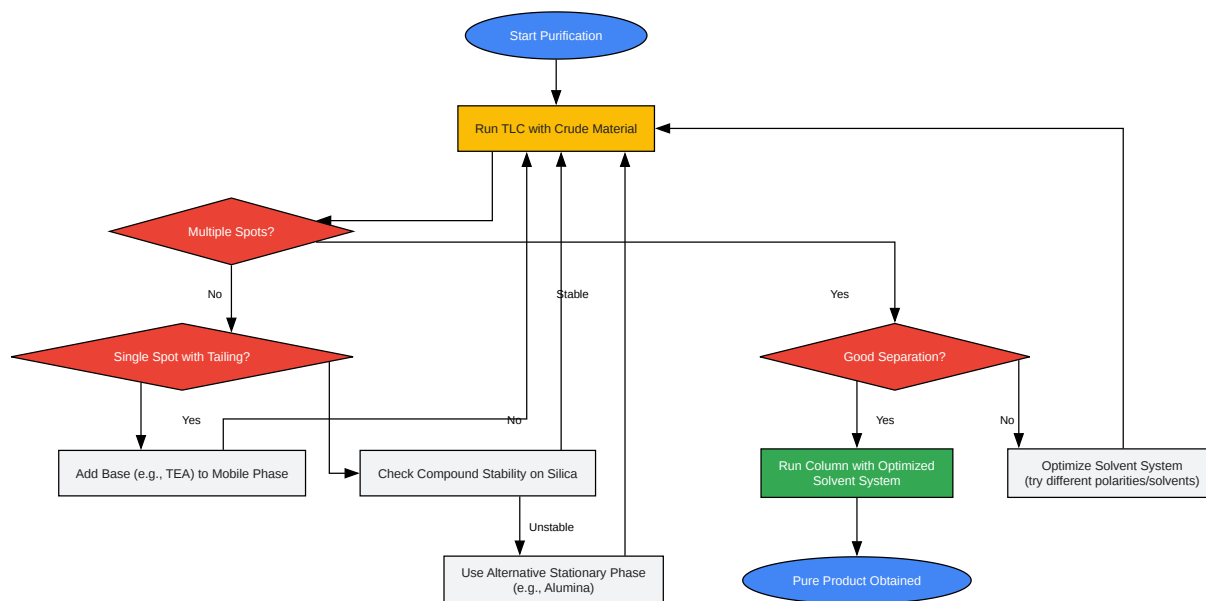 Start Purification
Run TLC with Crude Material
Multiple Spots?
No
Stable
Yes
Single Spot with Tailing?
Good Separation?
Yes
No
Yes
No
Add Base (e.g., TEA) to Mobile Phase
Check Compound Stability on Silica
Run Column with Optimized
Solvent System
Optimize Solvent System
(try different polarities/solvents)
Unstable
Use Alternative Stationary Phase
(e.g., Alumina)
Pure Product Obtained